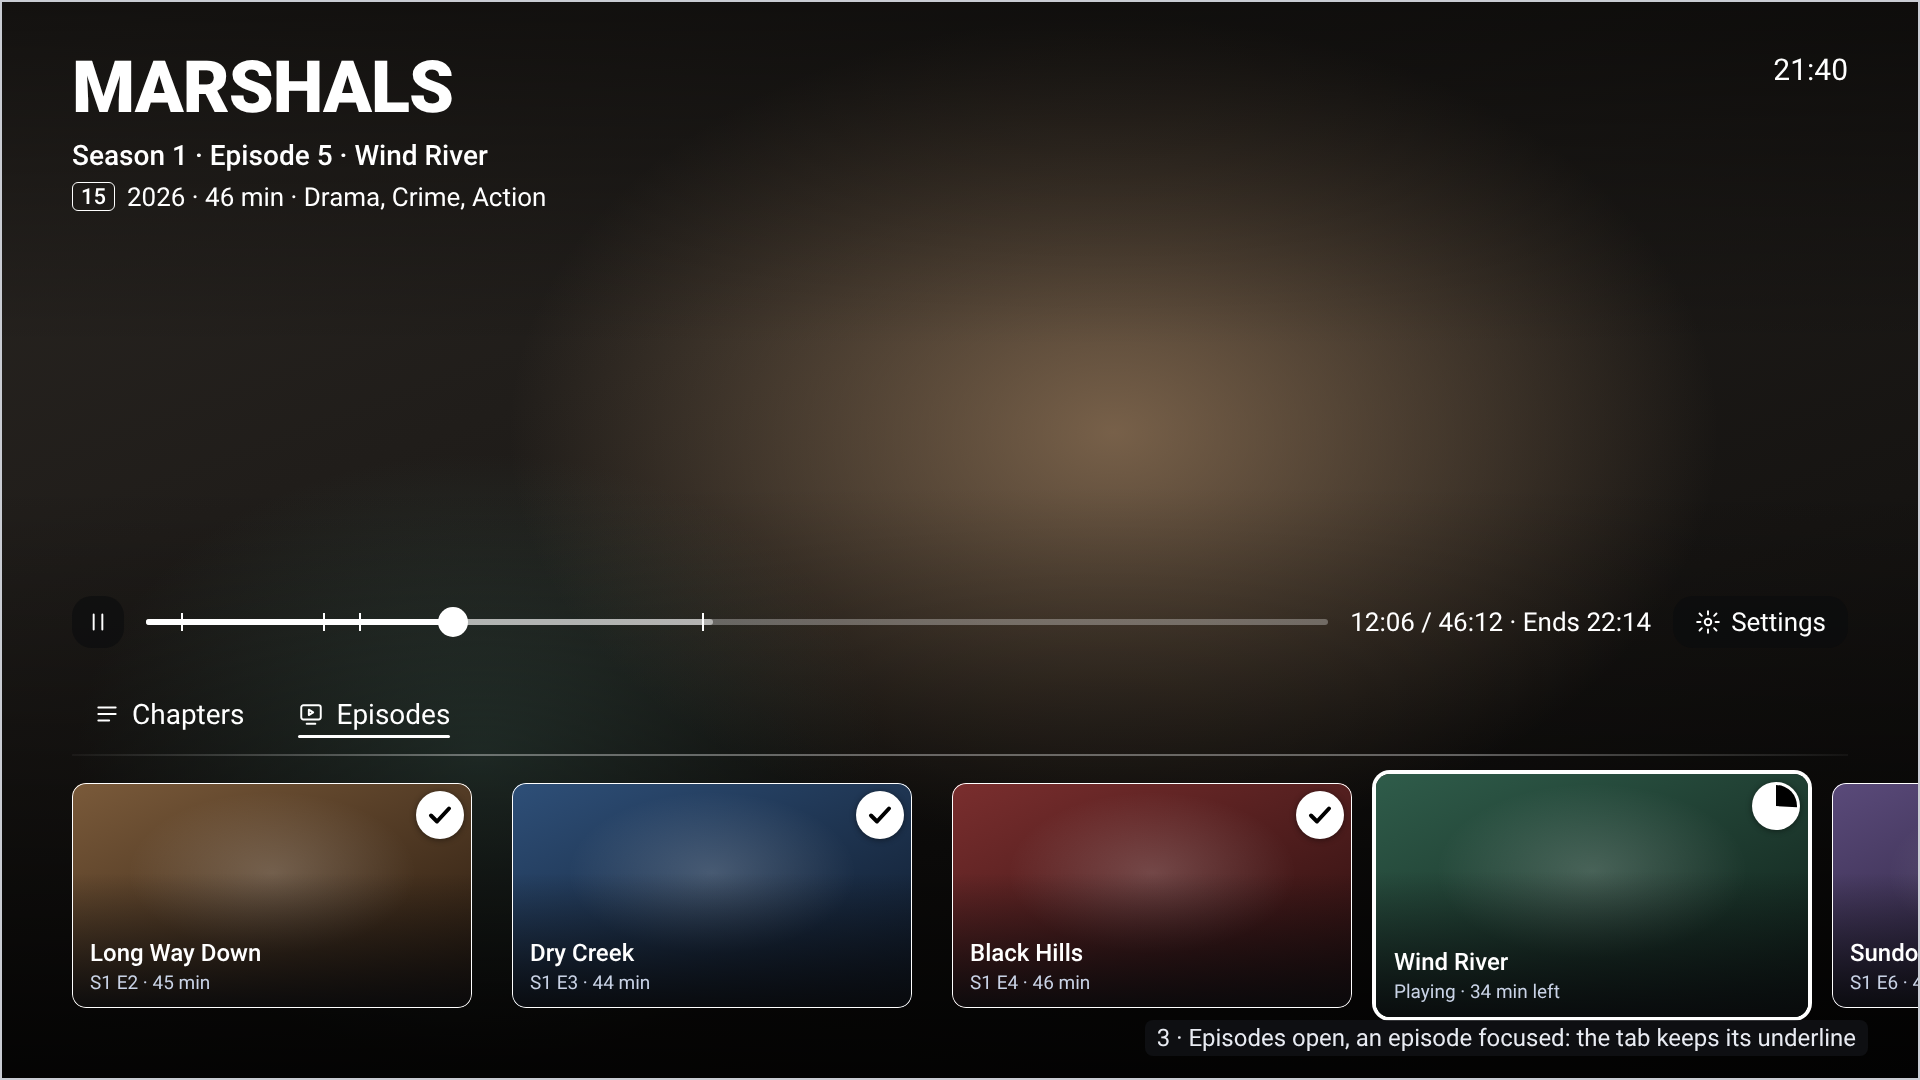 MARSHALS
21:40
Season 1 · Episode 5 · Wind River
15 2026 · 46 min · Drama, Crime, Action
12:06 / 46:12 · Ends 22:14
Settings
Chapters
Episodes
Long Way Down
S1 E2 · 45 min
Dry Creek
S1 E3 · 44 min
Black Hills
S1 E4 · 46 min
Wind River
Playing · 34 min left
Sundo
S1 E6 · 4
3 · Episodes open, an episode focused: the tab keeps its underline